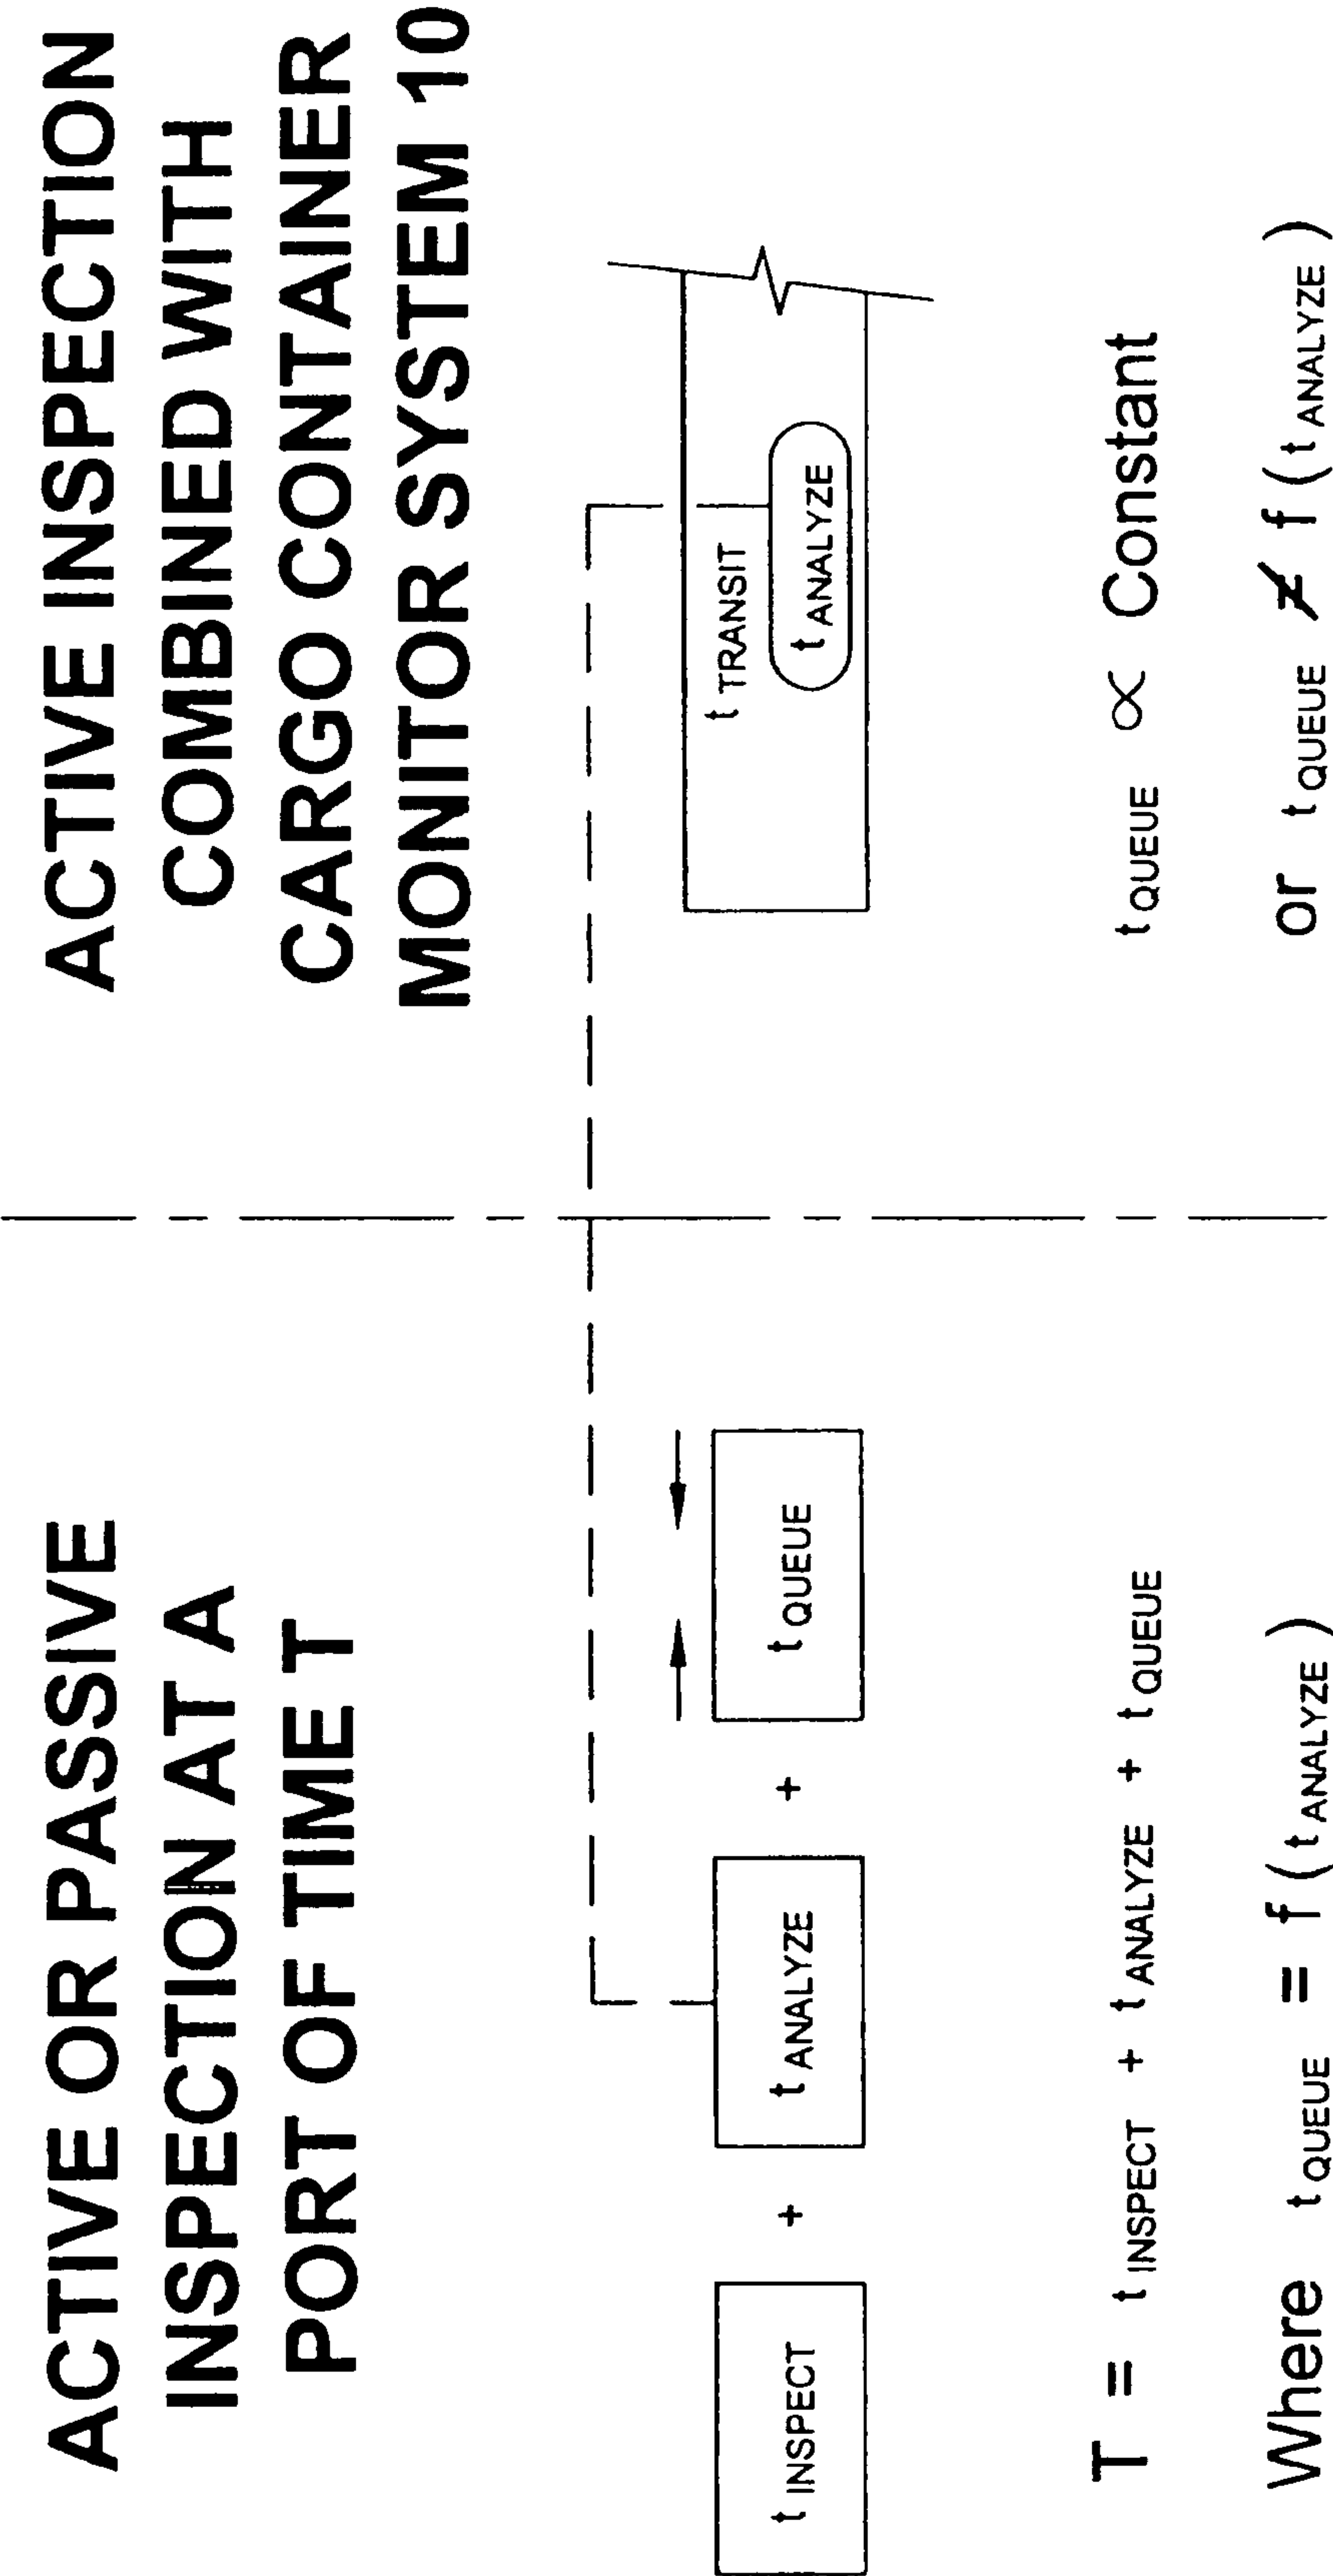 ACTIVE OR PASSIVE
INSPECTION AT A
PORT OF TIME T
t INSPECT + t ANALYZE + t QUEUE
T = t INSPECT + t ANALYZE + t QUEUE
Where t QUEUE = f ( t ANALYZE )
ACTIVE INSPECTION
COMBINED WITH
CARGO CONTAINER
MONITOR SYSTEM 10
t TRANSIT
t ANALYZE
t QUEUE ∝ Constant
or t QUEUE ≠ f ( t ANALYZE )